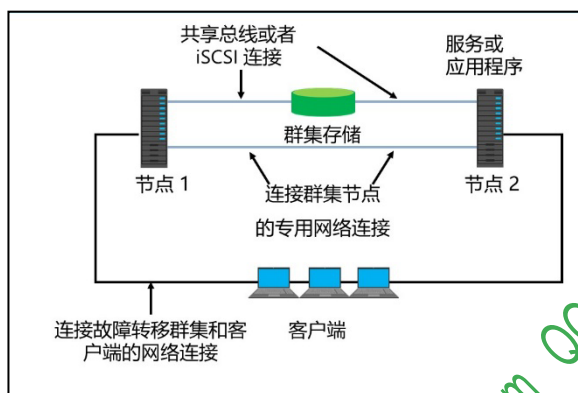 共享总线或者
iSCSI 连接
服务或
应用程序
群集存储
节点 1
节点 2
连接群集节点
的专用网络连接
连接故障转移群集和客
户端的网络连接
客户端
m QQ